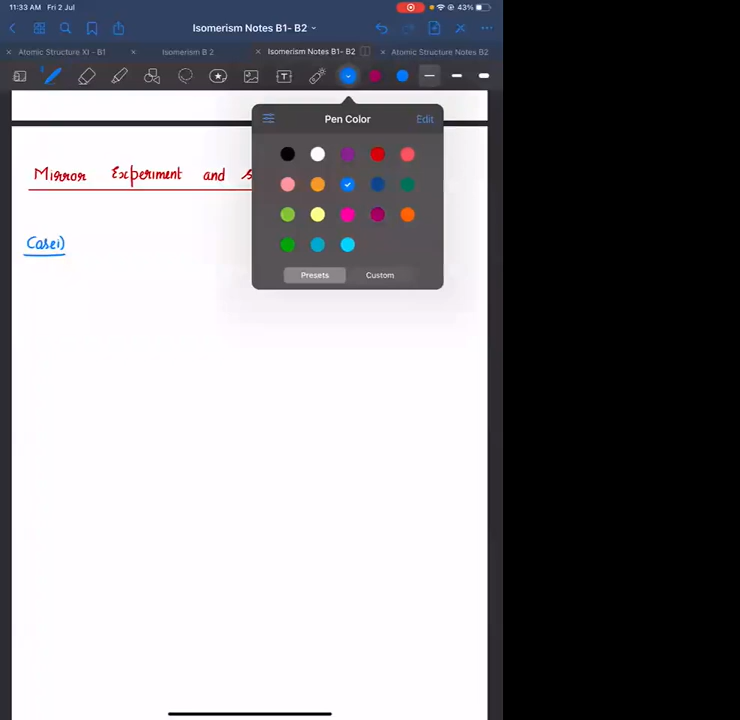 11:33 AM Fri 2 Jul
43%
Isomerism Notes B1- B2
Atomic Structure XI - B1
Isomerism B 2
Isomerism Notes B1- B2
Atomic Structure Notes B2
Pen Color
Edit
Presets
Custom
Mirror Experiment and
Case i)